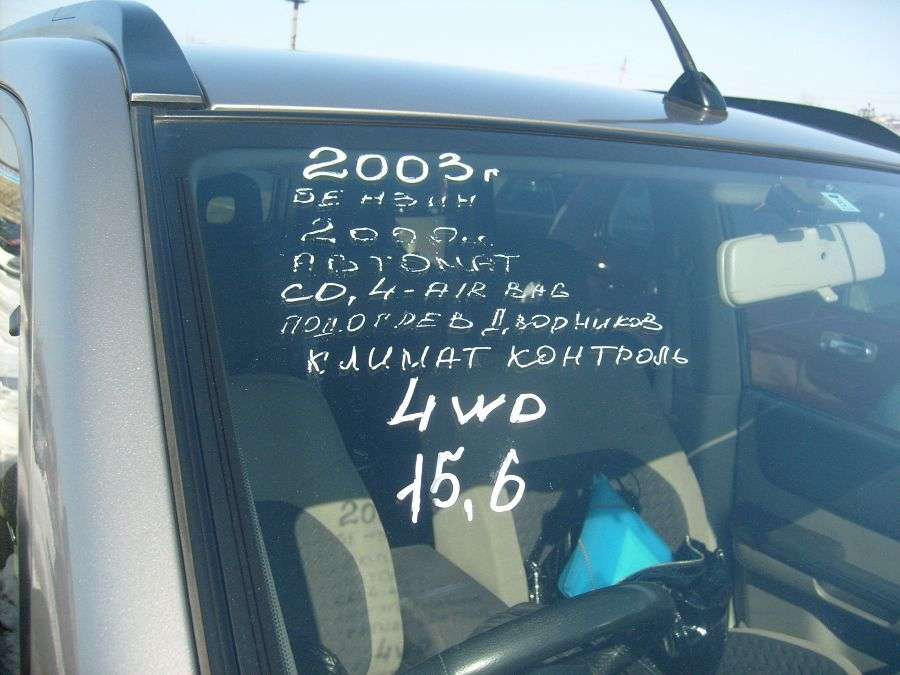 2003г
БЕНЗИН
2000..
АВТОМАТ
CD, 4-AIR BAG
ПОДОГРЕВ ДВОРНИКОВ
КЛИМАТ КОНТРОЛЬ
4WD
15,6